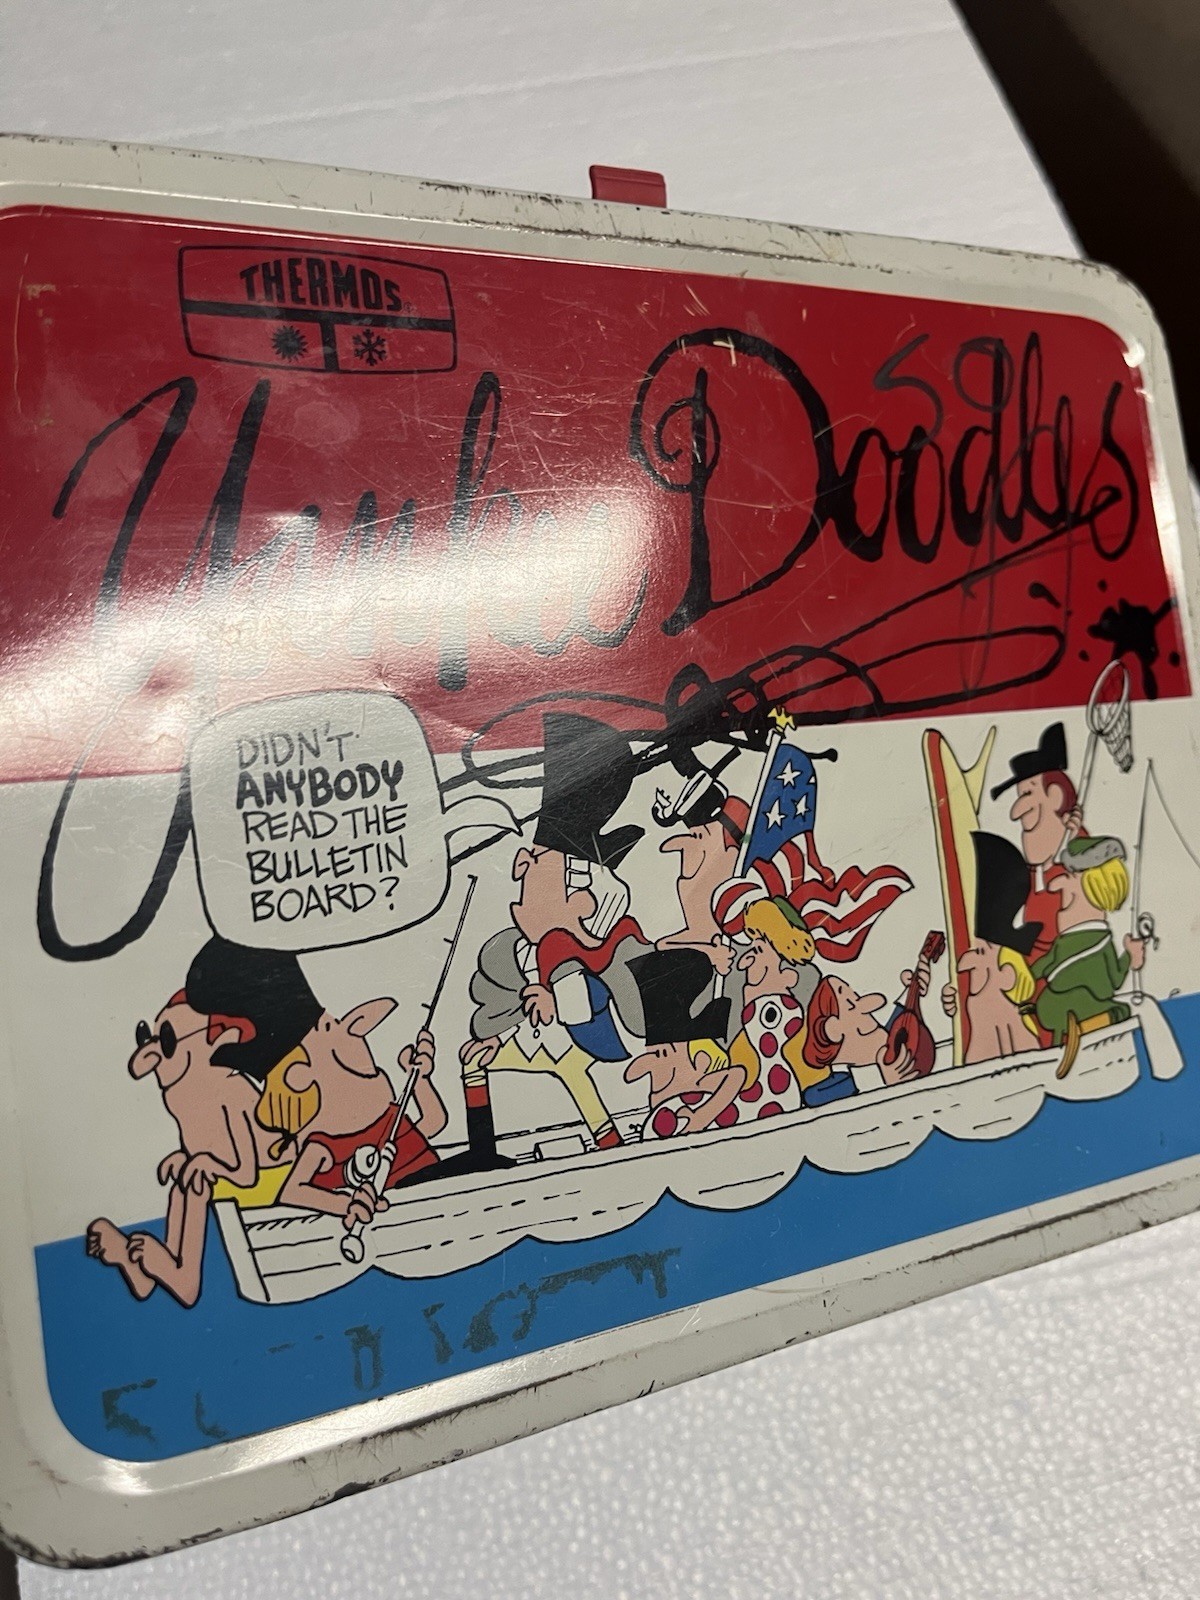 THERMOS
Yankee Doodles
DIDN'T
ANYBODY
READ THE
BULLETIN
BOARD?